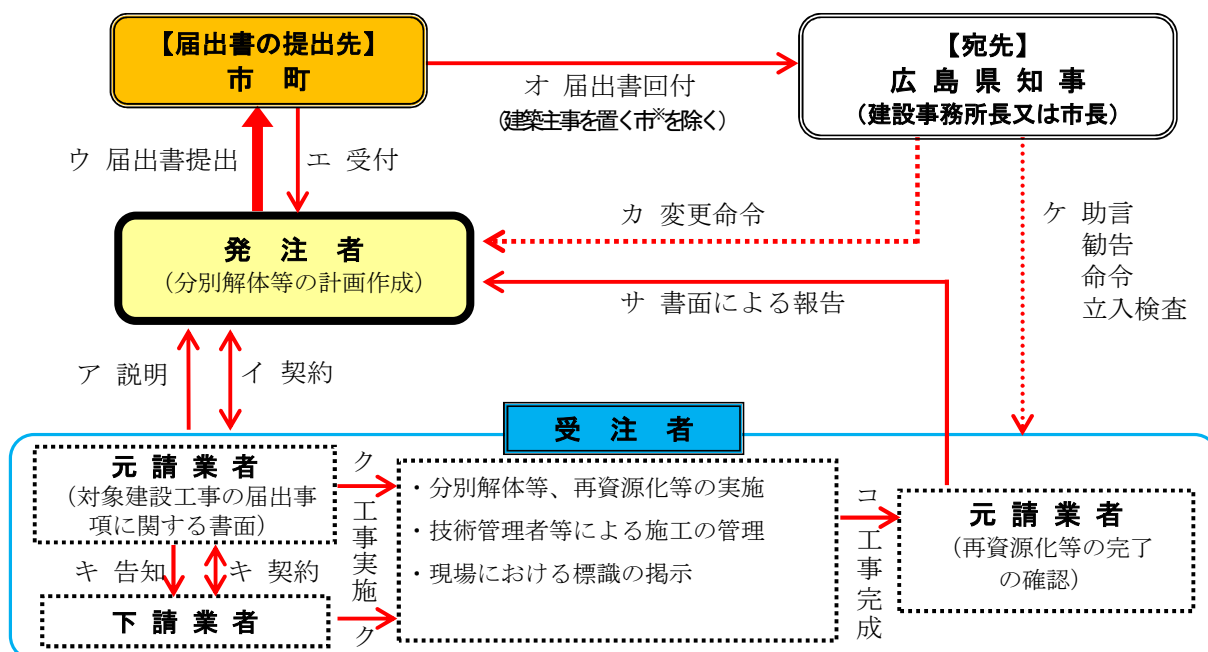 【届出書の提出先】
市 町
【宛先】
広 島 県 知 事
(建設事務所長又は市長)
オ 届出書回付
(建築主事を置く市※を除く)
ウ 届出書提出
エ 受付
カ 変更命令
ケ 助言
勧告
命令
立入検査
発 注 者
(分別解体等の計画作成)
サ 書面による報告
ア 説明
イ 契約
受 注 者
元 請 業 者
(対象建設工事の届出事
項に関する書面)
キ 告知
キ 契約
下 請 業 者
ク 工事実施 ク
・分別解体等、再資源化等の実施
・技術管理者等による施工の管理
・現場における標識の掲示
コ 工事完成
元 請 業 者
(再資源化等の完了
の確認)